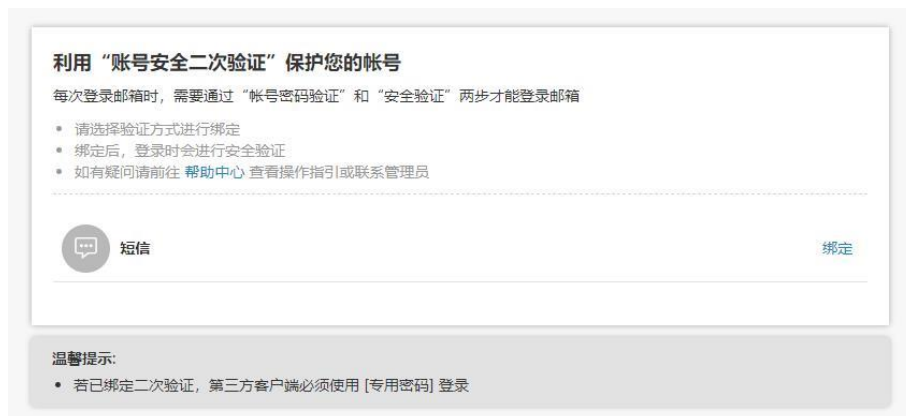 利用“账号安全二次验证”保护您的帐号
每次登录邮箱时，需要通过“帐号密码验证”和“安全验证”两步才能登录邮箱
• 请选择验证方式进行绑定
• 绑定后，登录时会进行安全验证
• 如有疑问请前往 帮助中心 查看操作指引或联系管理员
短信 绑定
温馨提示:
• 若已绑定二次验证，第三方客户端必须使用 [专用密码] 登录